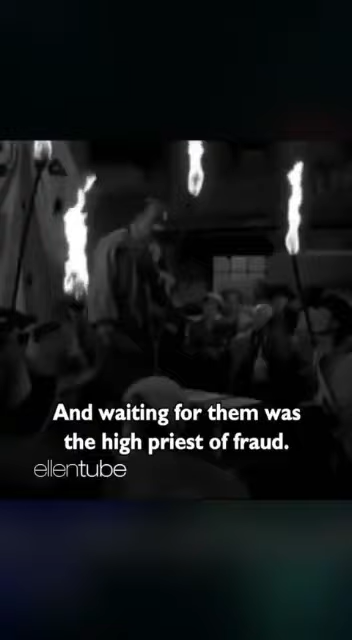 And waiting for them was
the high priest of fraud.
ellentube